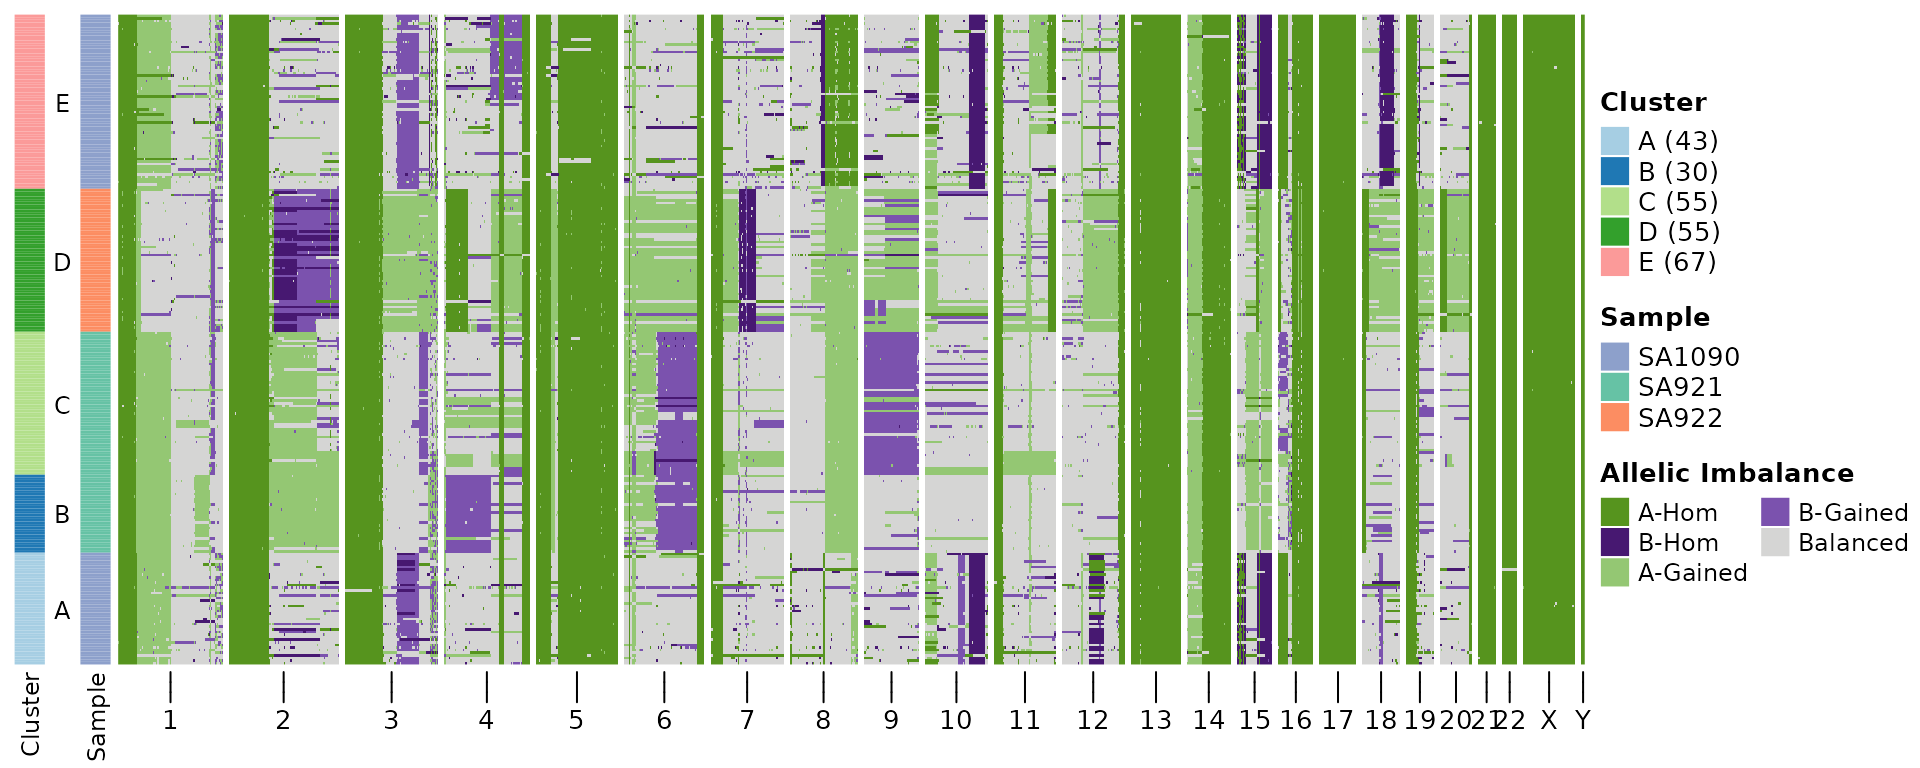 E
D
C
B
A
Cluster
Sample
1 2 3 4 5 6 7 8 9 10 11 12 13 14 15 16 17 18 19 20 21 22 X Y
Cluster
A (43)
B (30)
C (55)
D (55)
E (67)
Sample
SA1090
SA921
SA922
Allelic Imbalance
A-Hom B-Gained
B-Hom Balanced
A-Gained